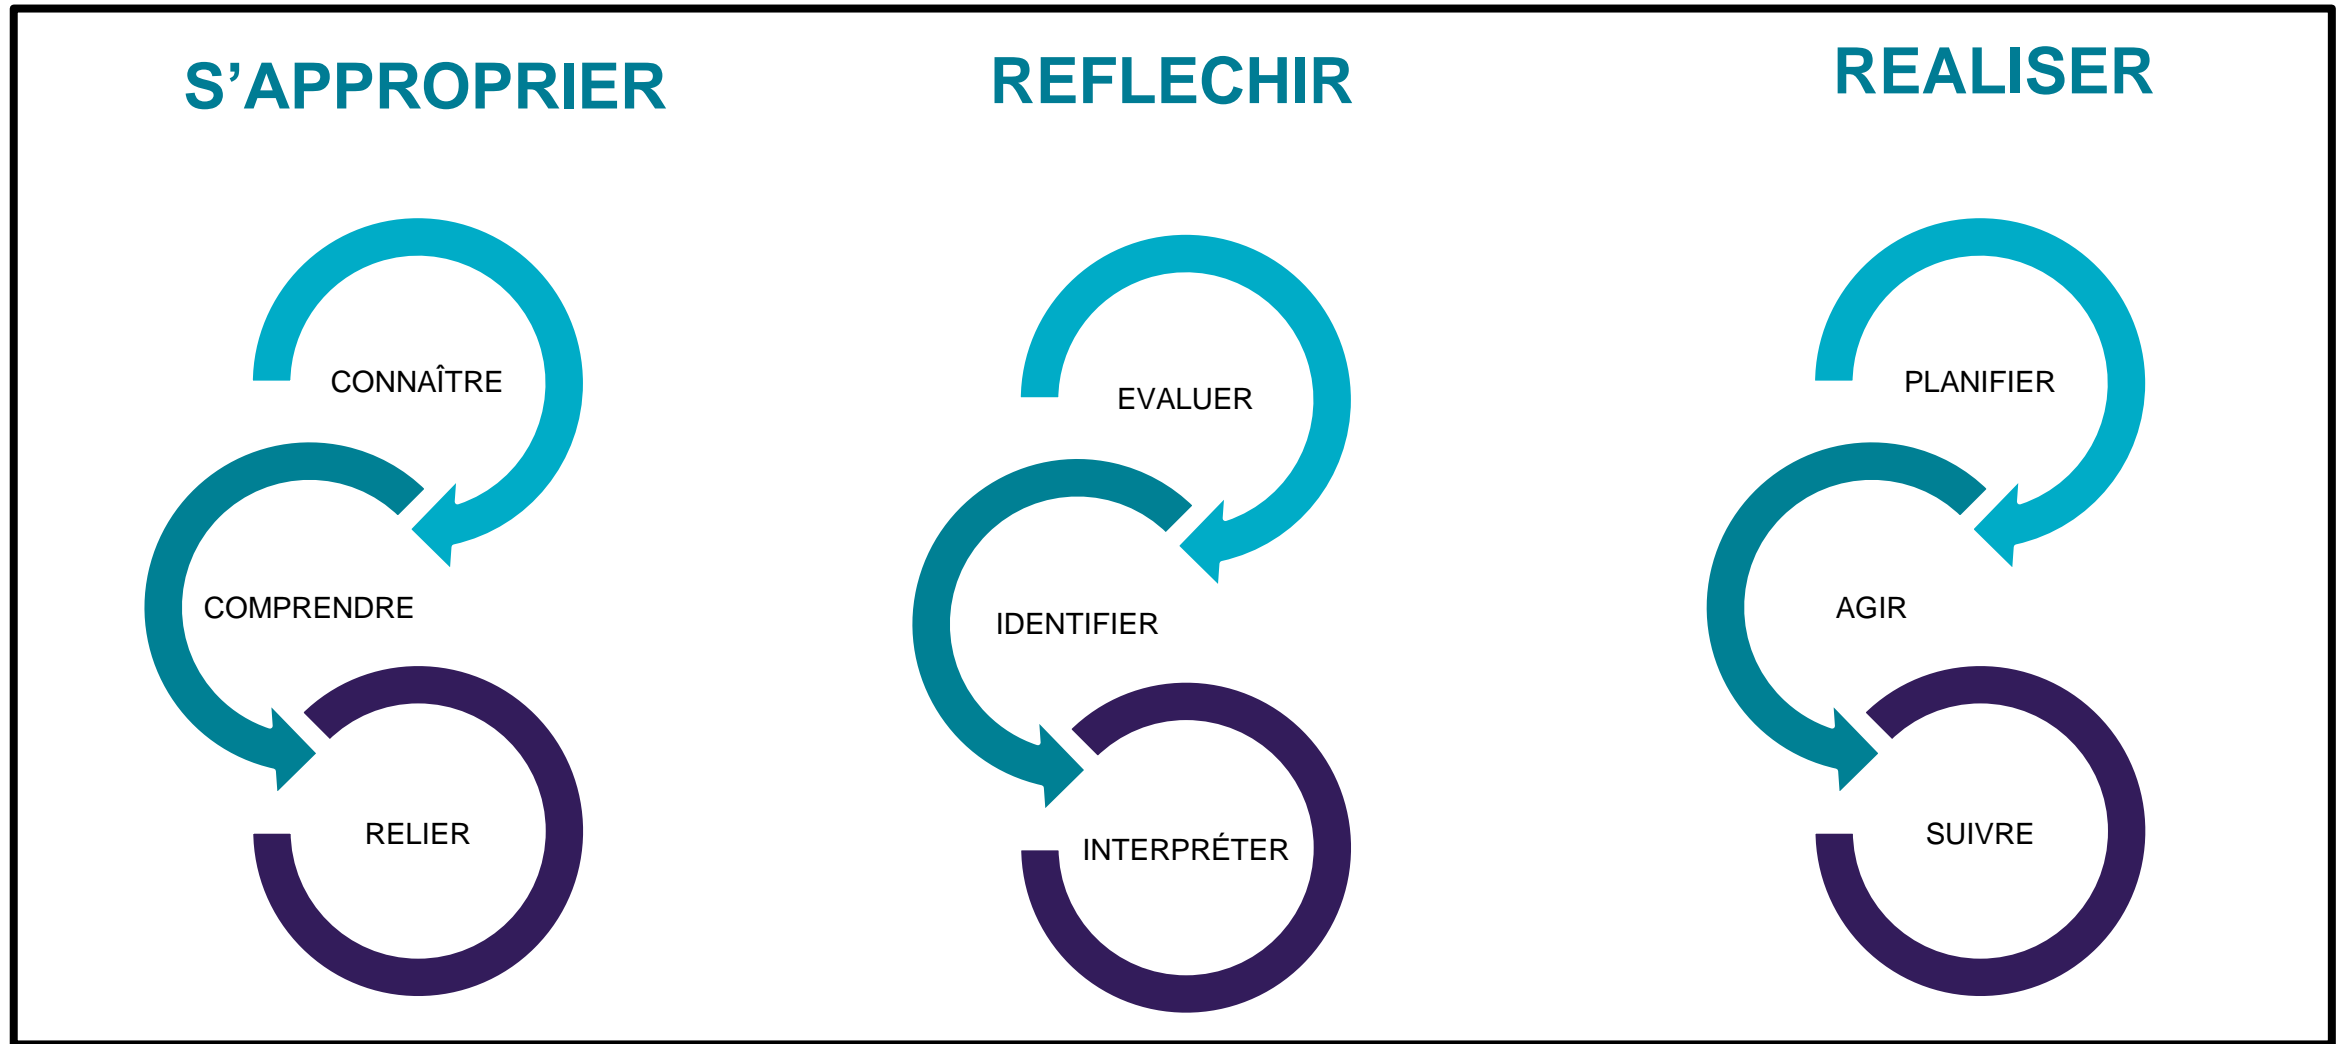 S’APPROPRIER
CONNAÎTRE
COMPRENDRE
RELIER
REFLECHIR
EVALUER
IDENTIFIER
INTERPRÉTER
REALISER
PLANIFIER
AGIR
SUIVRE